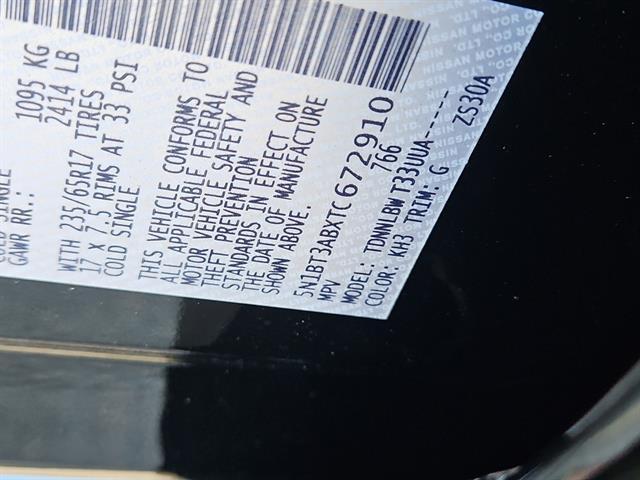 COLD SINGLE
GAWR RR: 1095 KG
2414 LB
WITH 235/65R17 TIRES
17 X 7.5 RIMS AT 33 PSI
COLD SINGLE
THIS VEHICLE CONFORMS TO
ALL APPLICABLE FEDERAL
MOTOR VEHICLE SAFETY AND
THEFT PREVENTION
STANDARDS IN EFFECT ON
THE DATE OF MANUFACTURE
SHOWN ABOVE.
5N1BT3ABXTC672910
MPV 766
MODEL: TDNNLBW T33UUA-----
COLOR: KH3 TRIM: G ZS30A